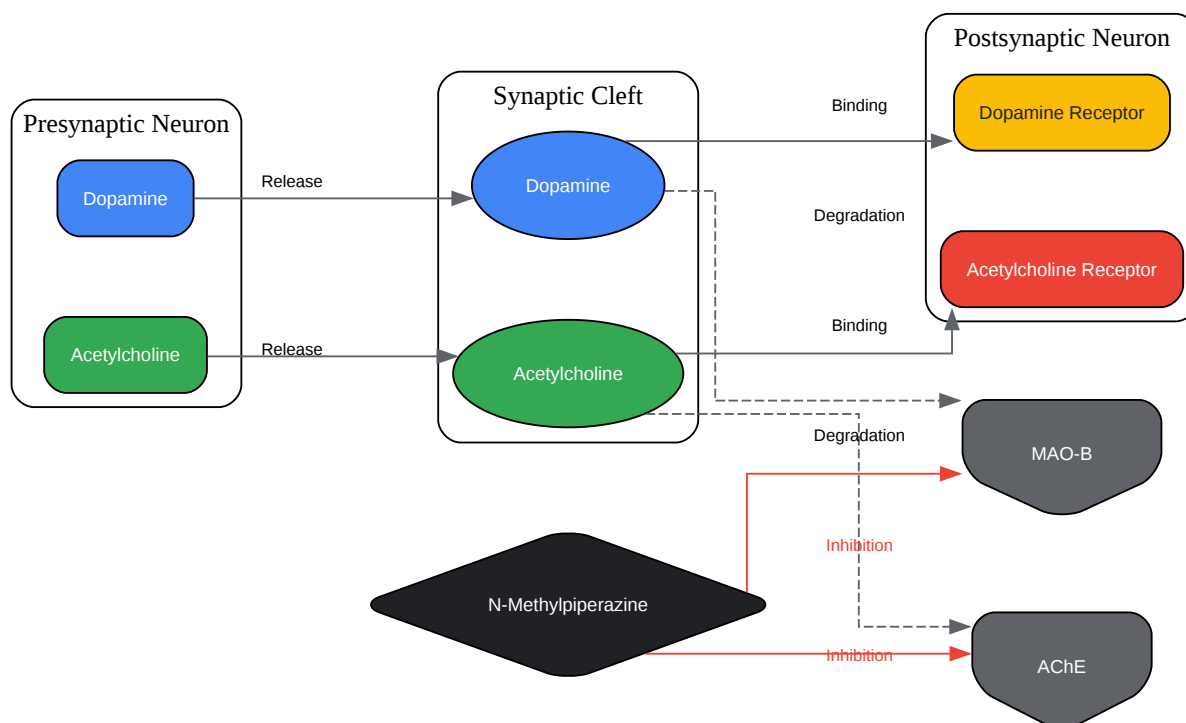 Postsynaptic Neuron
Synaptic Cleft
Presynaptic Neuron
Binding
Dopamine Receptor
Dopamine
Release
Dopamine
Degradation
Acetylcholine Receptor
Binding
Acetylcholine
Release
Acetylcholine
Degradation
MAO-B
Inhibition
N-Methylpiperazine
Inhibition
AChE